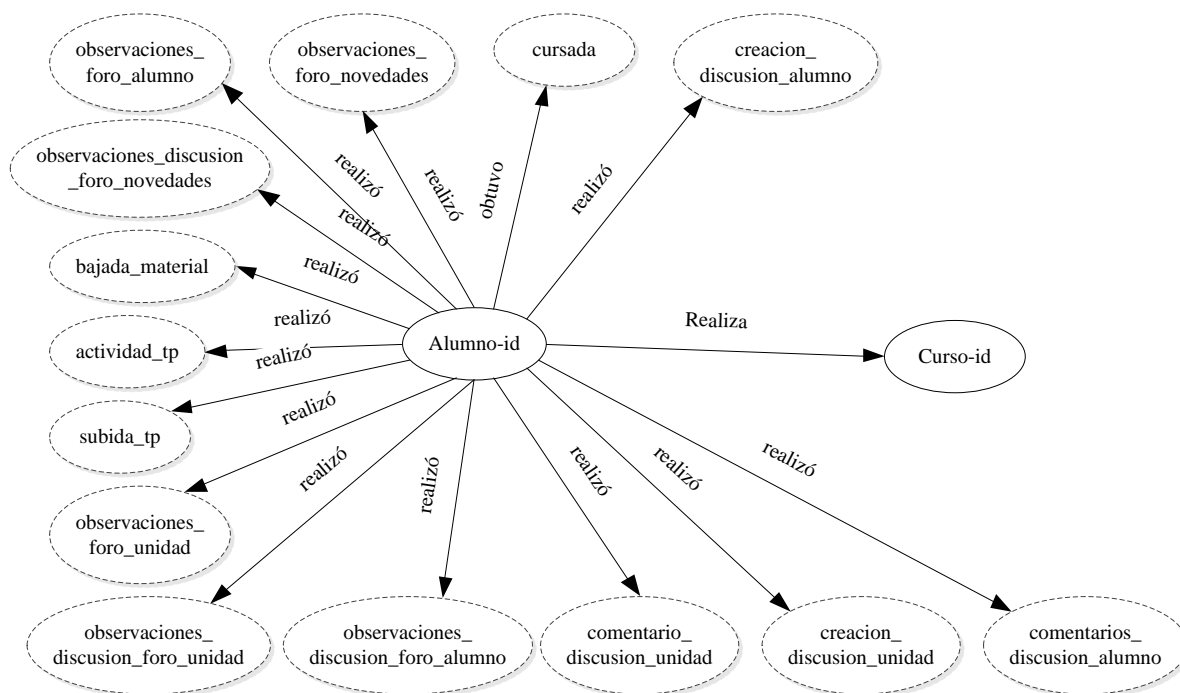 observaciones_
foro_alumno
observaciones_
foro_novedades
cursada
creacion_
discusion_alumno
observaciones_discusion
_foro_novedades
realizó
realizó
obtuvo
realizó
realizó
bajada_material
realizó
realizó
Alumno-id
Realiza
Curso-id
actividad_tp
realizó
subida_tp
realizó
realizó
realizó
realizó
realizó
realizó
observaciones_
foro_unidad
observaciones_
discusion_foro_unidad
observaciones_
discusion_foro_alumno
comentario_
discusion_unidad
creacion_
discusion_unidad
comentarios_
discusion_alumno